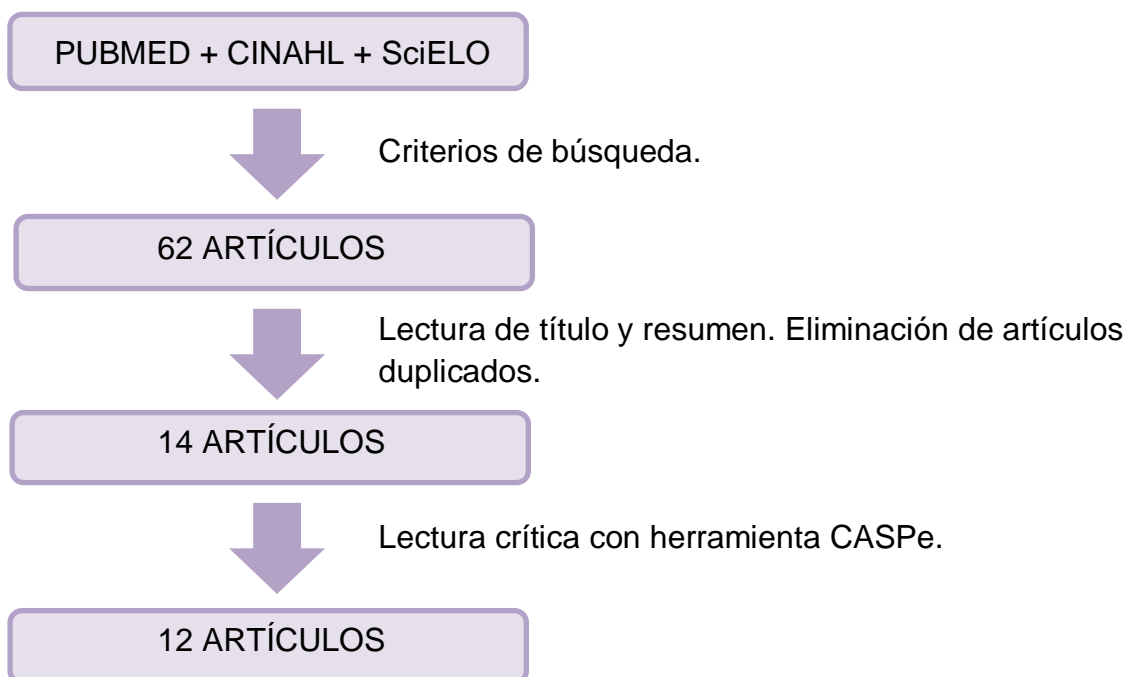 PUBMED + CINAHL + SciELO
Criterios de búsqueda.
62 ARTÍCULOS
Lectura de título y resumen. Eliminación de artículos
duplicados.
14 ARTÍCULOS
Lectura crítica con herramienta CASPe.
12 ARTÍCULOS